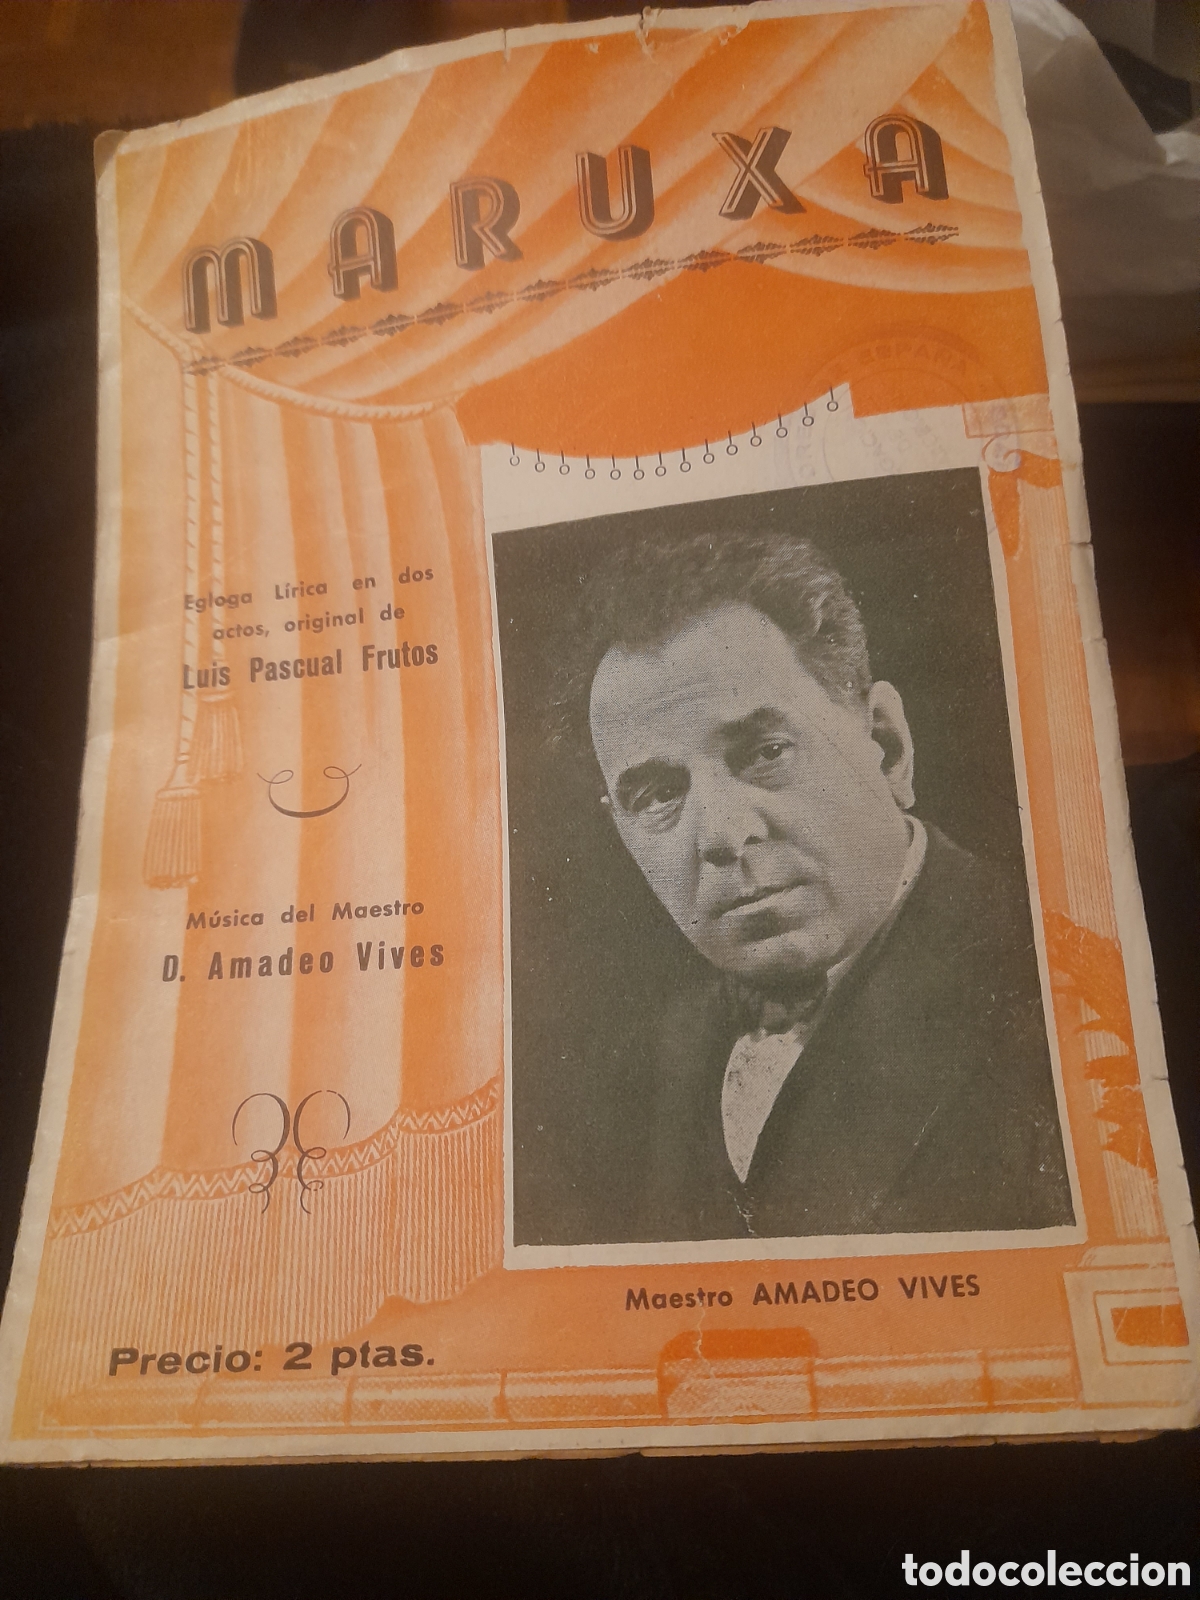 MARUXA
ESPAÑA
Egloga Lírica en dos
actos, original de
Luis Pascual Frutos
Música del Maestro
D. Amadeo Vives
Maestro AMADEO VIVES
Precio: 2 ptas.
todocoleccion